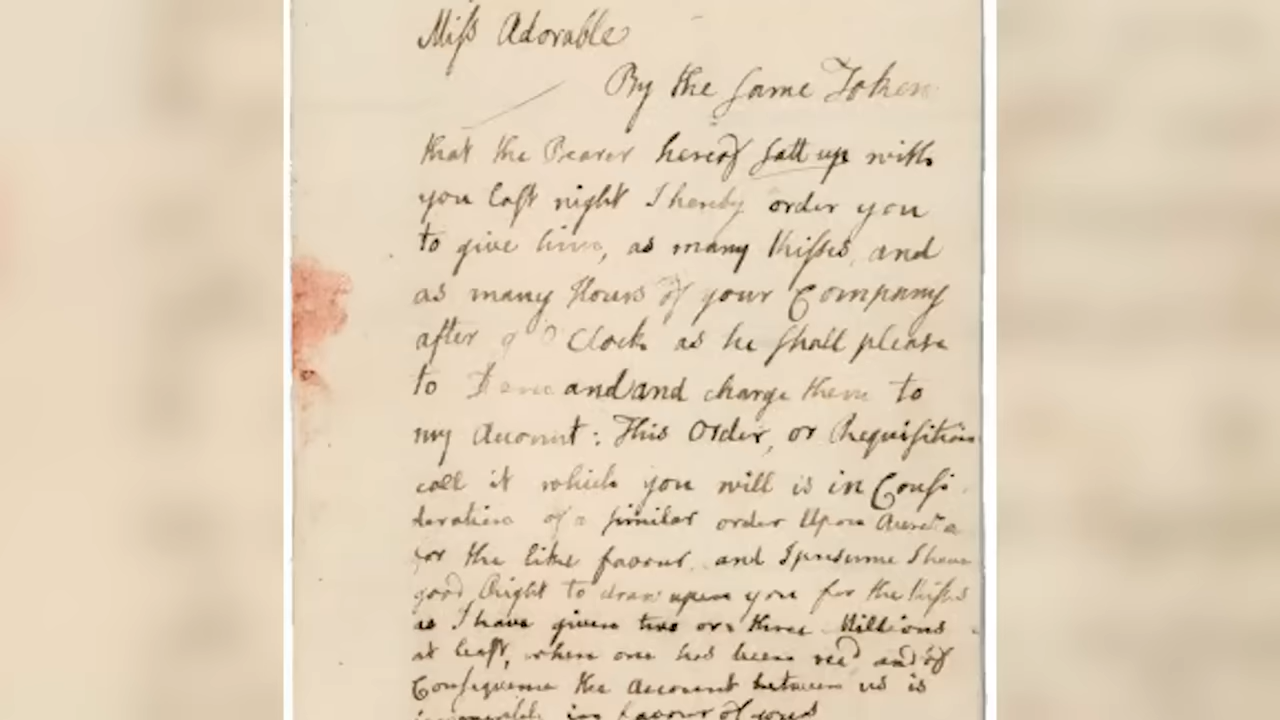 Miſs Adorable
By the Same Token
that the Bearer hereof Satt up with
you laſt night I hereby order you
to give him, as many Kiſses, and
as many Hours of your Company
after 9 O Clock as he ſhall please
to and and charge them to
my Account: This Order, or Requiſition
call it which you will is in Conſi
deration of a ſimilar order Upon Aurelia
for the like favour, and I presume I have
good Right to draw upon you for the Kiſses
as I have given two or three Millions
at leaſt, when one has been recd and of
Conſequence the Account between us is
in favour of yours